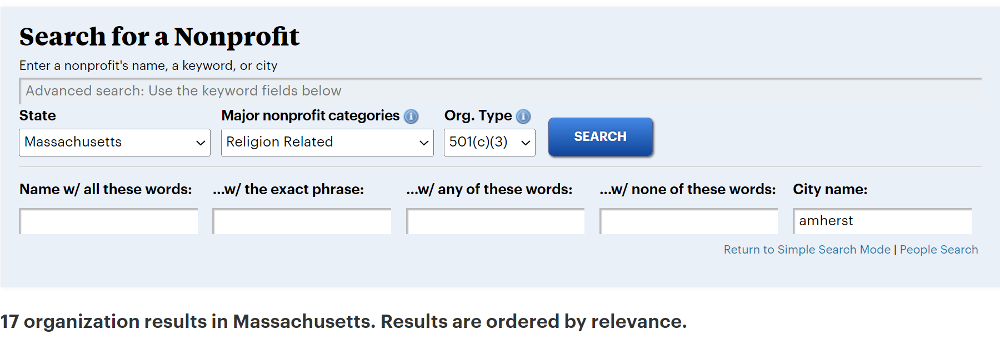 Search for a Nonprofit
Enter a nonprofit's name, a keyword, or city
Advanced search: Use the keyword fields below
State
Major nonprofit categories
Org. Type
Massachusetts
Religion Related
501(c)(3)
SEARCH
Name w/ all these words:
...w/ the exact phrase:
...w/ any of these words:
...w/ none of these words:
City name:
amherst
Return to Simple Search Mode | People Search
17 organization results in Massachusetts. Results are ordered by relevance.